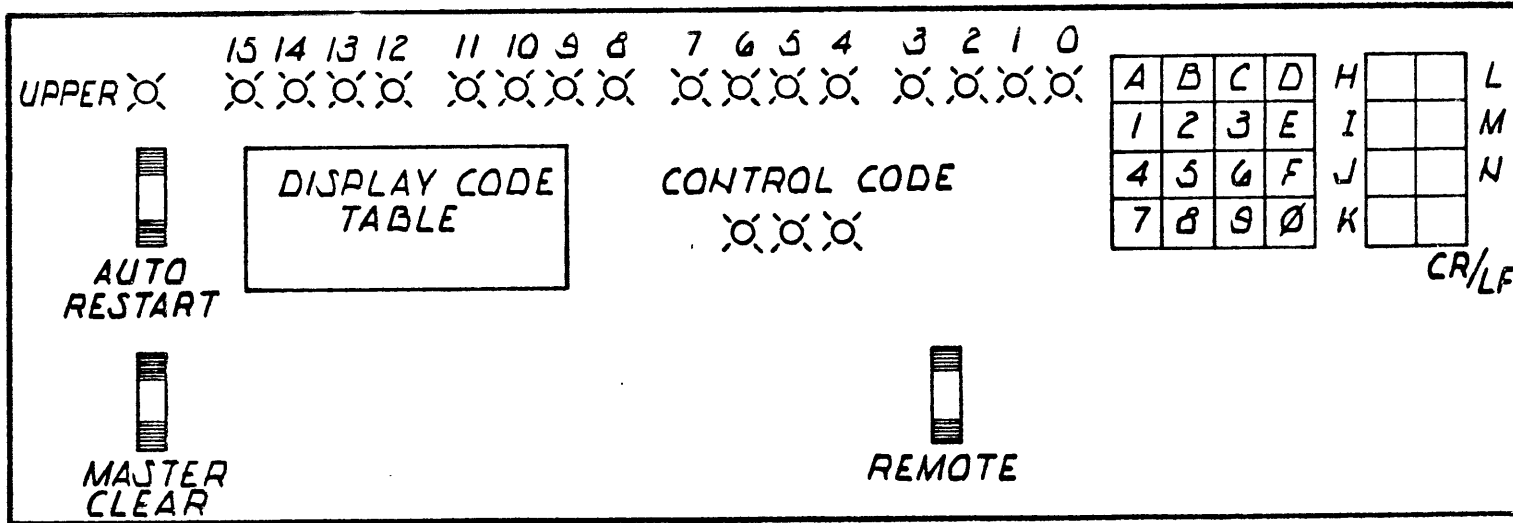 15 14 13 12 11 10 9 8 7 6 5 4 3 2 1 0
UPPER
A B C D H L
1 2 3 E I M
4 5 6 F J N
7 8 9 Ø K
CR/LF
DISPLAY CODE
TABLE
CONTROL CODE
AUTO
RESTART
MASTER
CLEAR
REMOTE